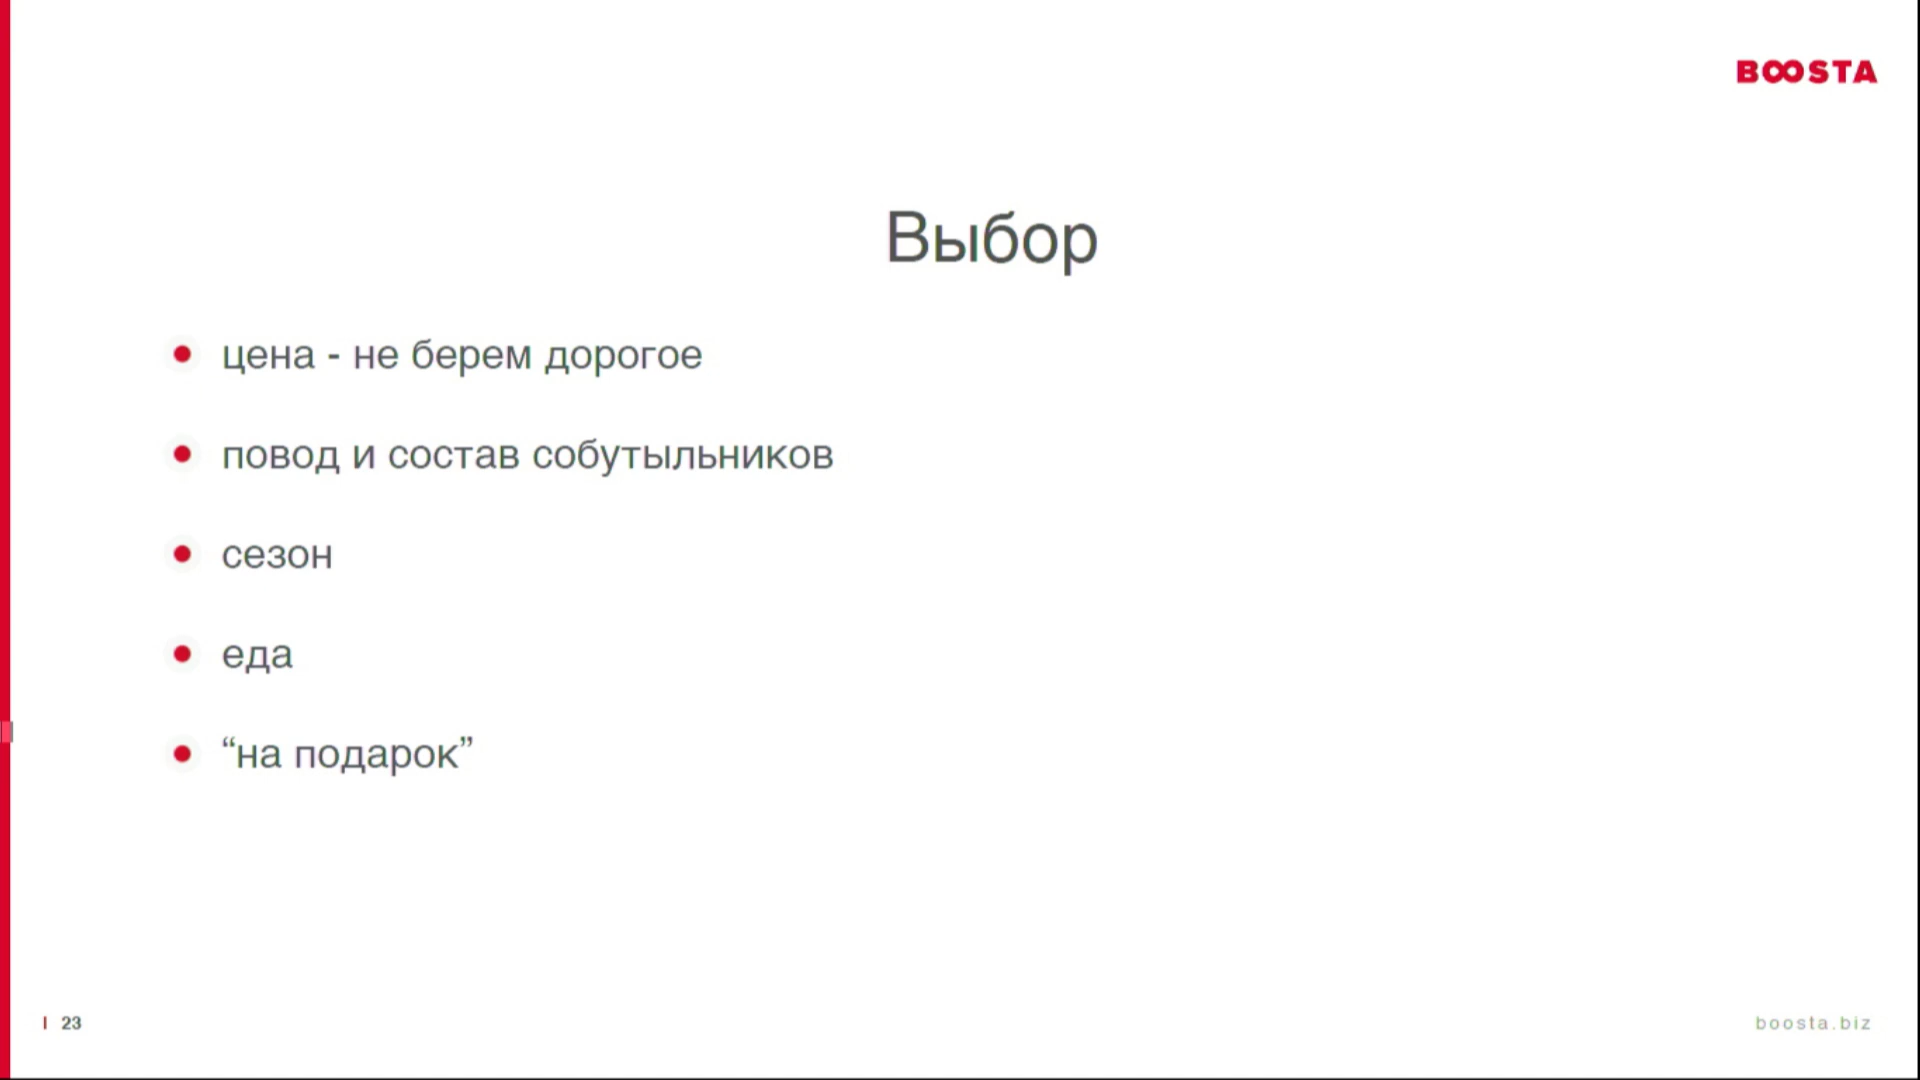 BOOSTA
Выбор
цена - не берем дорогое
повод и состав собутыльников
сезон
еда
“на подарок”
23
boosta.biz